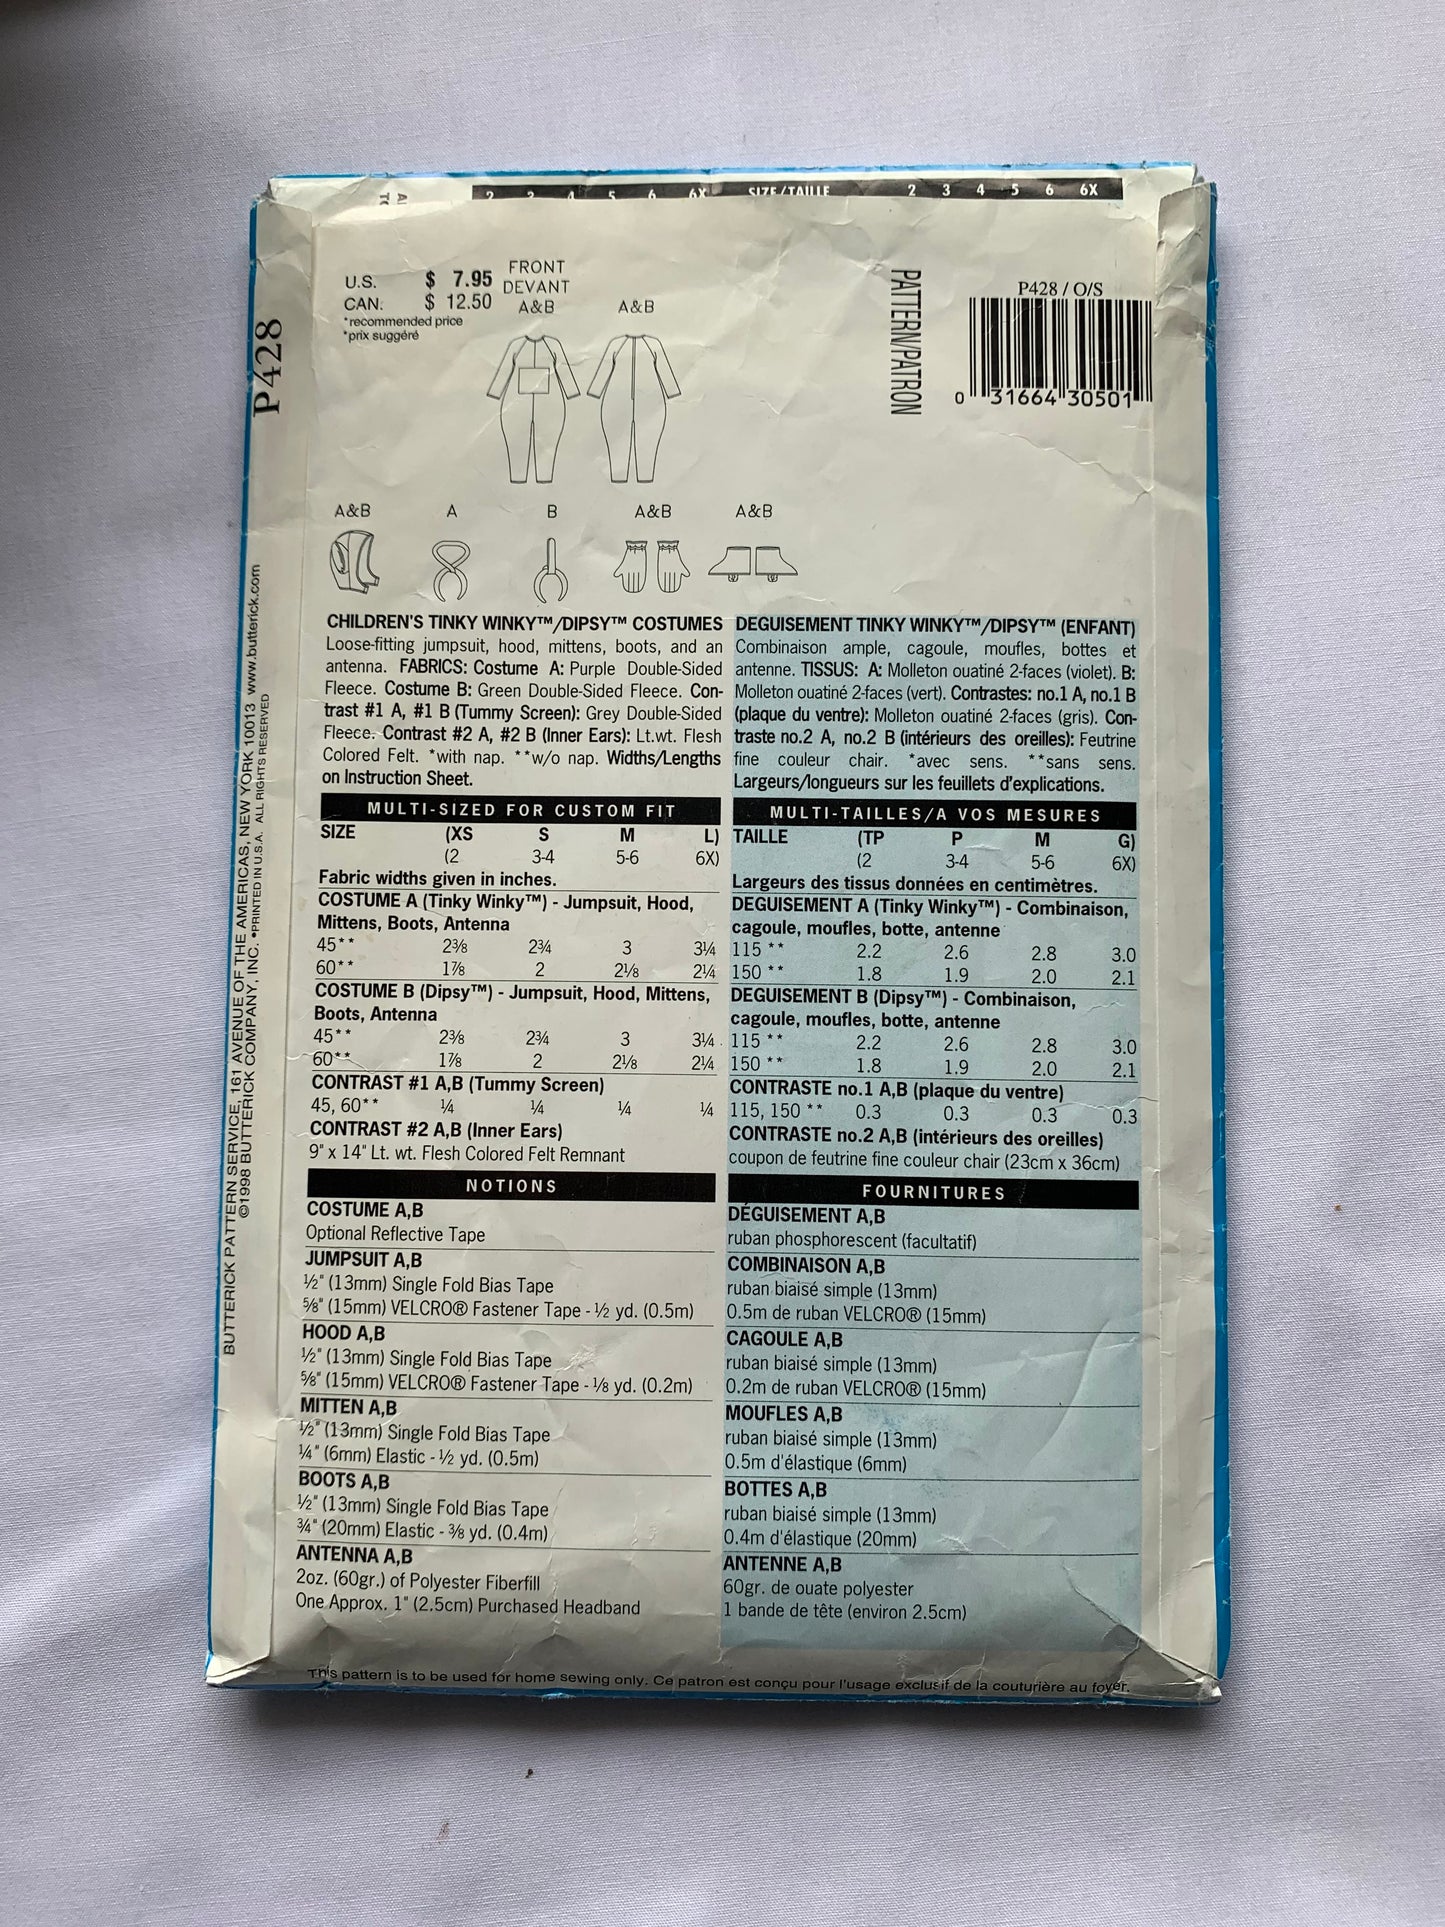 2 3 4 5 6 6X SIZE/TAILLE 2 3 4 5 6 6X
P428
BUTTERICK PATTERN SERVICE, 161 AVENUE OF THE AMERICAS, NEW YORK 10013 www.butterick.com
©1998 BUTTERICK COMPANY, INC. •PRINTED IN U.S.A. ALL RIGHTS RESERVED
U.S. $ 7.95
CAN: $ 12.50
*recommended price
*prix suggéré
FRONT
DEVANT
A&B A&B
PATTERN/PATRON
P428 / O/S
0 31664 30501
A&B A B A&B A&B
CHILDREN'S TINKY WINKY™/DIPSY™ COSTUMES
Loose-fitting jumpsuit, hood, mittens, boots, and an
antenna. FABRICS: Costume A: Purple Double-Sided
Fleece. Costume B: Green Double-Sided Fleece. Con-
trast #1 A, #1 B (Tummy Screen): Grey Double-Sided
Fleece. Contrast #2 A, #2 B (Inner Ears): Lt.wt. Flesh
Colored Felt. *with nap. **w/o nap. Widths/Lengths
on Instruction Sheet.
MULTI-SIZED FOR CUSTOM FIT
SIZE (XS S M L)
(2 3-4 5-6 6X)
Fabric widths given in inches.
COSTUME A (Tinky Winky™) - Jumpsuit, Hood,
Mittens, Boots, Antenna
45** 2⅜ 2¾ 3 3¼
60** 1⅞ 2 2⅛ 2¼
COSTUME B (Dipsy™) - Jumpsuit, Hood, Mittens,
Boots, Antenna
45** 2⅜ 2¾ 3 3¼
60** 1⅞ 2 2⅛ 2¼
CONTRAST #1 A,B (Tummy Screen)
45, 60** ¼ ¼ ¼ ¼
CONTRAST #2 A,B (Inner Ears)
9" x 14" Lt. wt. Flesh Colored Felt Remnant
NOTIONS
COSTUME A,B
Optional Reflective Tape
JUMPSUIT A,B
½" (13mm) Single Fold Bias Tape
⅝" (15mm) VELCRO® Fastener Tape - ½ yd. (0.5m)
HOOD A,B
½" (13mm) Single Fold Bias Tape
⅝" (15mm) VELCRO® Fastener Tape - ⅛ yd. (0.2m)
MITTEN A,B
½" (13mm) Single Fold Bias Tape
¼" (6mm) Elastic - ½ yd. (0.5m)
BOOTS A,B
½" (13mm) Single Fold Bias Tape
¾" (20mm) Elastic - ⅜ yd. (0.4m)
ANTENNA A,B
2oz. (60gr.) of Polyester Fiberfill
One Approx. 1" (2.5cm) Purchased Headband
DEGUISEMENT TINKY WINKY™/DIPSY™ (ENFANT)
Combinaison ample, cagoule, moufles, bottes et
antenne. TISSUS: A: Molleton ouatiné 2-faces (violet). B:
Molleton ouatiné 2-faces (vert). Contrastes: no.1 A, no.1 B
(plaque du ventre): Molleton ouatiné 2-faces (gris). Con-
traste no.2 A, no.2 B (intérieurs des oreilles): Feutrine
fine couleur chair. *avec sens. **sans sens.
Largeurs/longueurs sur les feuillets d'explications.
MULTI-TAILLES/A VOS MESURES
TAILLE (TP P M G)
(2 3-4 5-6 6X)
Largeurs des tissus données en centimètres.
DEGUISEMENT A (Tinky Winky™) - Combinaison,
cagoule, moufles, botte, antenne
115 ** 2.2 2.6 2.8 3.0
150 ** 1.8 1.9 2.0 2.1
DEGUISEMENT B (Dipsy™) - Combinaison,
cagoule, moufles, botte, antenne
115 ** 2.2 2.6 2.8 3.0
150 ** 1.8 1.9 2.0 2.1
CONTRASTE no.1 A,B (plaque du ventre)
115, 150 ** 0.3 0.3 0.3 0.3
CONTRASTE no.2 A,B (intérieurs des oreilles)
coupon de feutrine fine couleur chair (23cm x 36cm)
FOURNITURES
DÉGUISEMENT A,B
ruban phosphorescent (facultatif)
COMBINAISON A,B
ruban biaisé simple (13mm)
0.5m de ruban VELCRO® (15mm)
CAGOULE A,B
ruban biaisé simple (13mm)
0.2m de ruban VELCRO® (15mm)
MOUFLES A,B
ruban biaisé simple (13mm)
0.5m d'élastique (6mm)
BOTTES A,B
ruban biaisé simple (13mm)
0.4m d'élastique (20mm)
ANTENNE A,B
60gr. de ouate polyester
1 bande de tête (environ 2.5cm)
This pattern is to be used for home sewing only. Ce patron est conçu pour l'usage exclusif de la couturière au foyer.